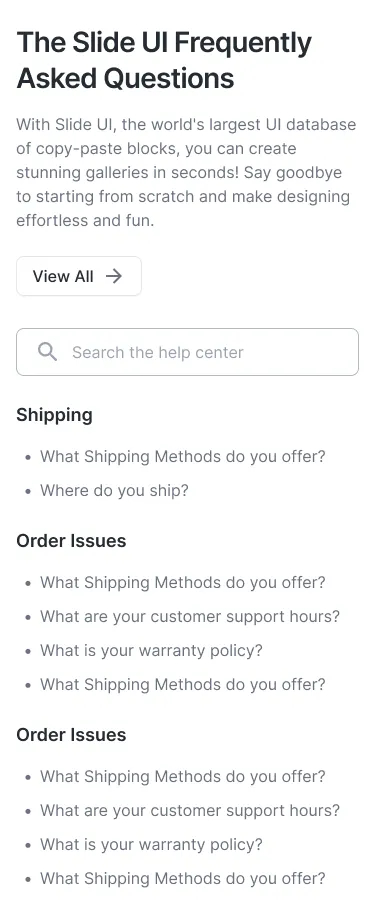 The Slide UI Frequently
Asked Questions
With Slide UI, the world's largest UI database
of copy-paste blocks, you can create
stunning galleries in seconds! Say goodbye
to starting from scratch and make designing
effortless and fun.
View All
Search the help center
Shipping
• What Shipping Methods do you offer?
• Where do you ship?
Order Issues
• What Shipping Methods do you offer?
• What are your customer support hours?
• What is your warranty policy?
• What Shipping Methods do you offer?
Order Issues
• What Shipping Methods do you offer?
• What are your customer support hours?
• What is your warranty policy?
• What Shipping Methods do you offer?